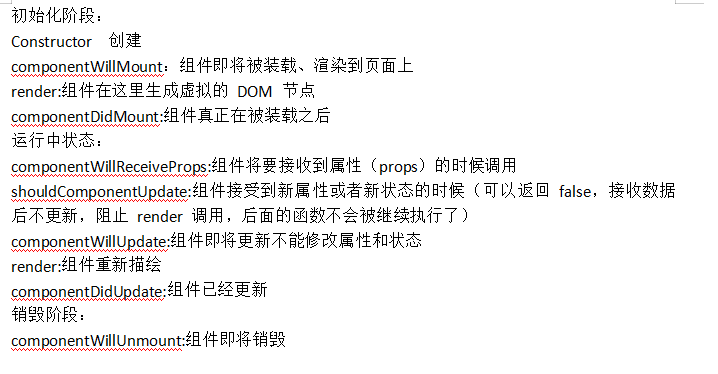 初始化阶段：
Constructor 创建
componentWillMount：组件即将被装载、渲染到页面上
render:组件在这里生成虚拟的 DOM 节点
componentDidMount:组件真正在被装载之后
运行中状态：
componentWillReceiveProps:组件将要接收到属性（props）的时候调用
shouldComponentUpdate:组件接受到新属性或者新状态的时候（可以返回 false，接收数据
后不更新，阻止 render 调用，后面的函数不会被继续执行了）
componentWillUpdate:组件即将更新不能修改属性和状态
render:组件重新描绘
componentDidUpdate:组件已经更新
销毁阶段：
componentWillUnmount:组件即将销毁